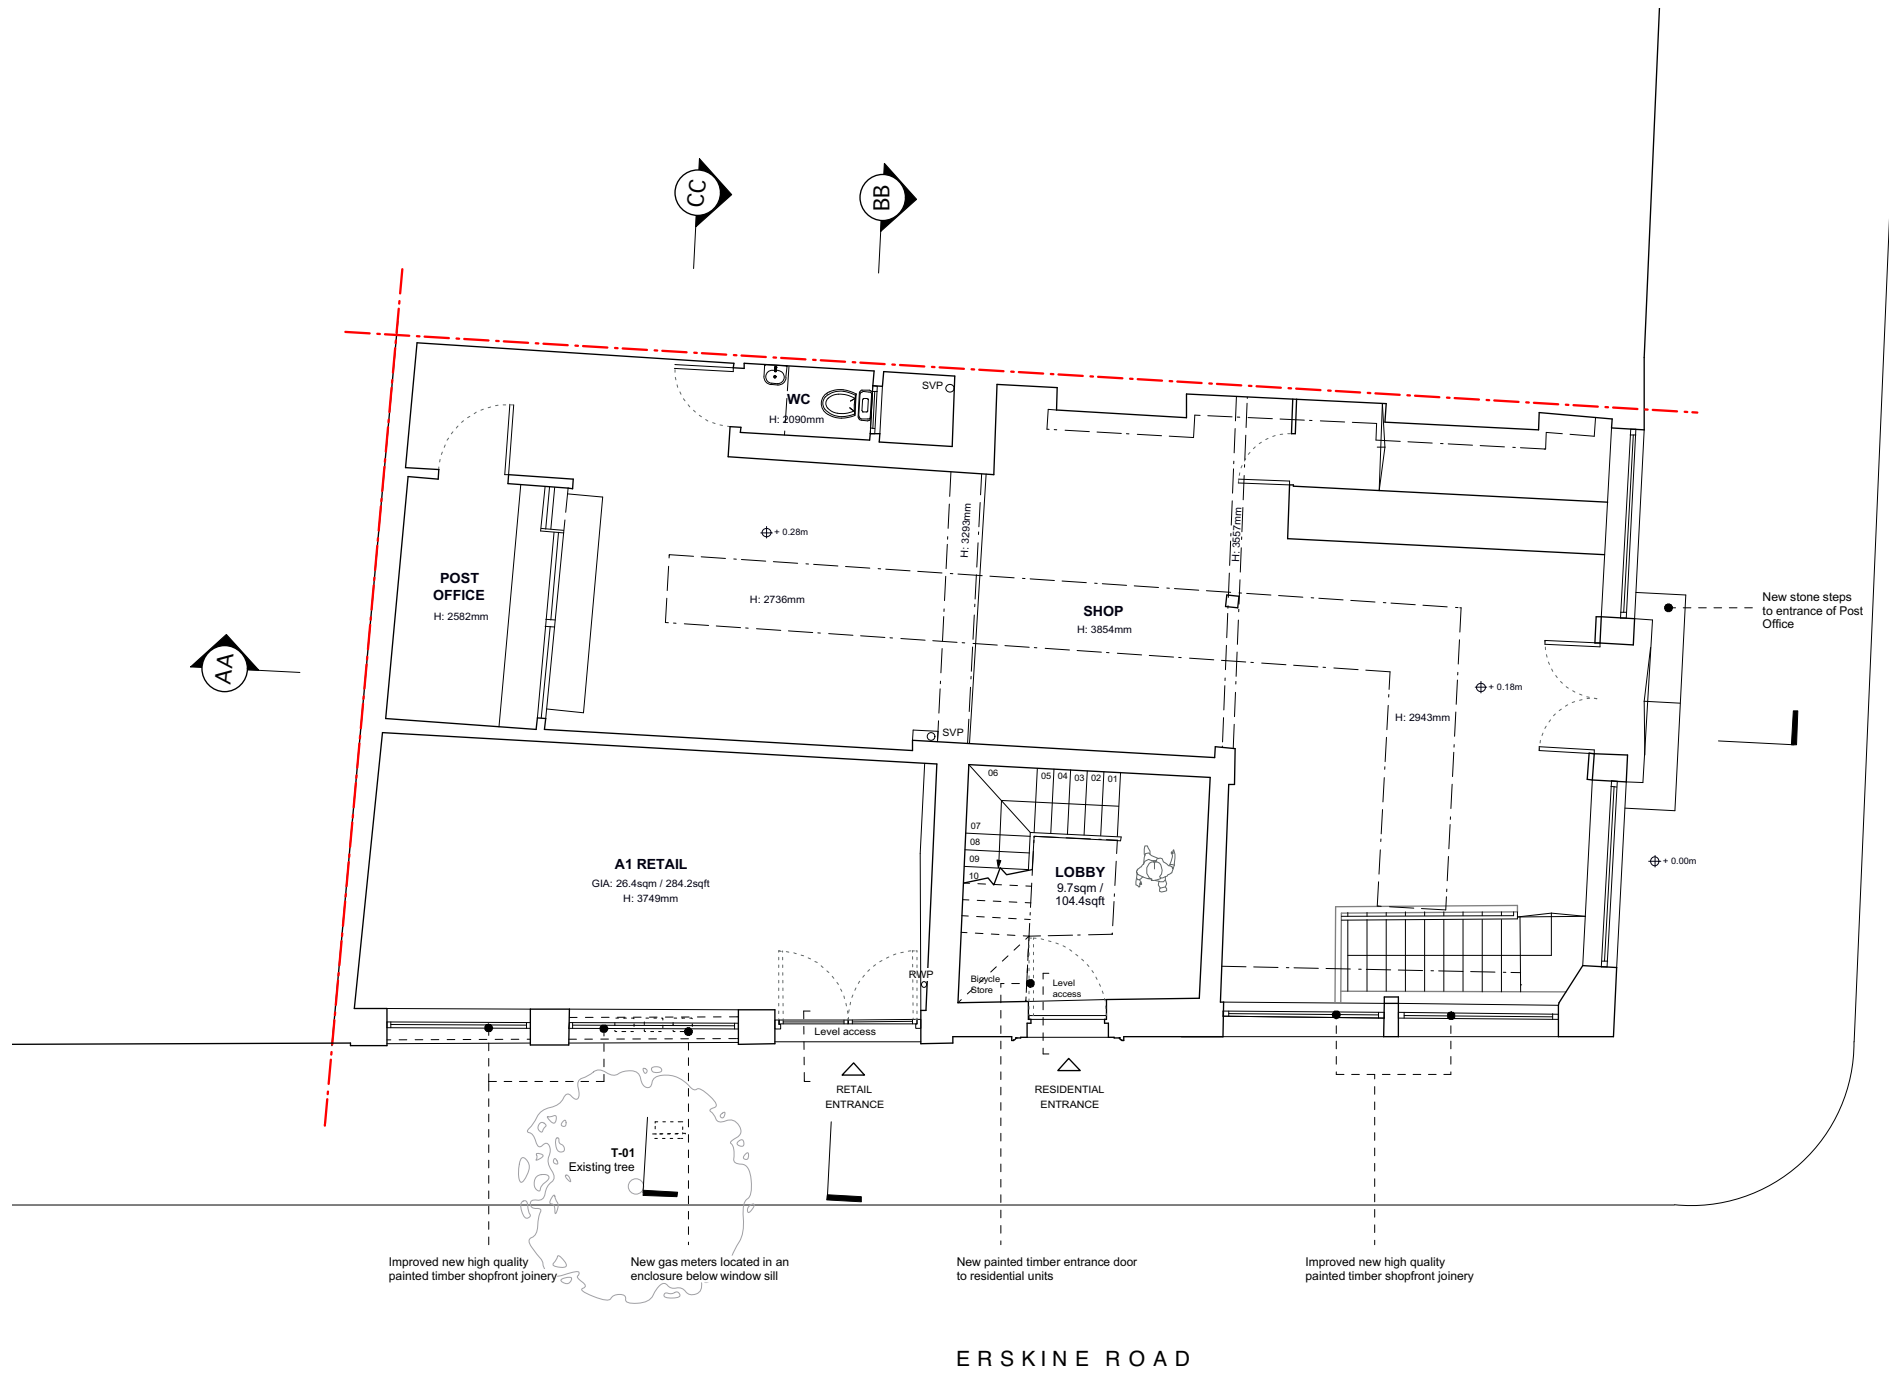 CC
BB
SVP
WC
H: 2090mm
H: 3293mm
H: 3557mm
+ 0.28m
POST
OFFICE
H: 2582mm
H: 2736mm
SHOP
H: 3854mm
New stone steps
to entrance of Post
Office
AA
+ 0.18m
H: 2943mm
SVP
06
05
04
03
02
01
07
08
09
10
A1 RETAIL
GIA: 26.4sqm / 284.2sqft
H: 3749mm
LOBBY
9.7sqm /
104.4sqft
+ 0.00m
RWP
Bicycle
Store
Level
access
Level access
RETAIL
ENTRANCE
RESIDENTIAL
ENTRANCE
T-01
Existing tree
Improved new high quality
painted timber shopfront joinery
New gas meters located in an
enclosure below window sill
New painted timber entrance door
to residential units
Improved new high quality
painted timber shopfront joinery
ERSKINE ROAD